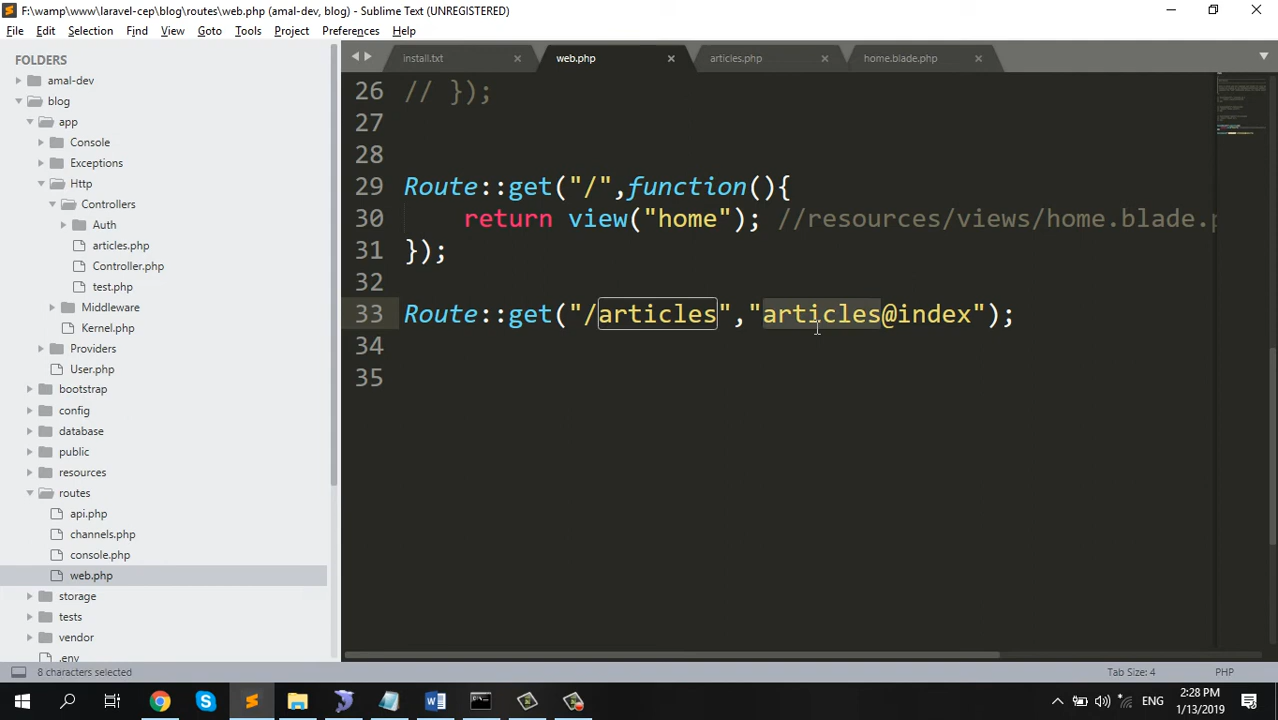 F:\wamp\www\laravel-cep\blog\routes\web.php (amal-dev, blog) - Sublime Text (UNREGISTERED)
File Edit Selection Find View Goto Tools Project Preferences Help
FOLDERS
amal-dev
blog
app
Console
Exceptions
Http
Controllers
Auth
articles.php
Controller.php
test.php
Middleware
Kernel.php
Providers
User.php
bootstrap
config
database
public
resources
routes
api.php
channels.php
console.php
web.php
storage
tests
vendor
.env
install.txt web.php articles.php home.blade.php
26 // });
27
28
29 Route::get("/",function(){
30 return view("home"); //resources/views/home.blade.p
31 });
32
33 Route::get("/articles","articles@index");
34
35
8 characters selected Tab Size: 4 PHP
ENG 2:28 PM
1/13/2019